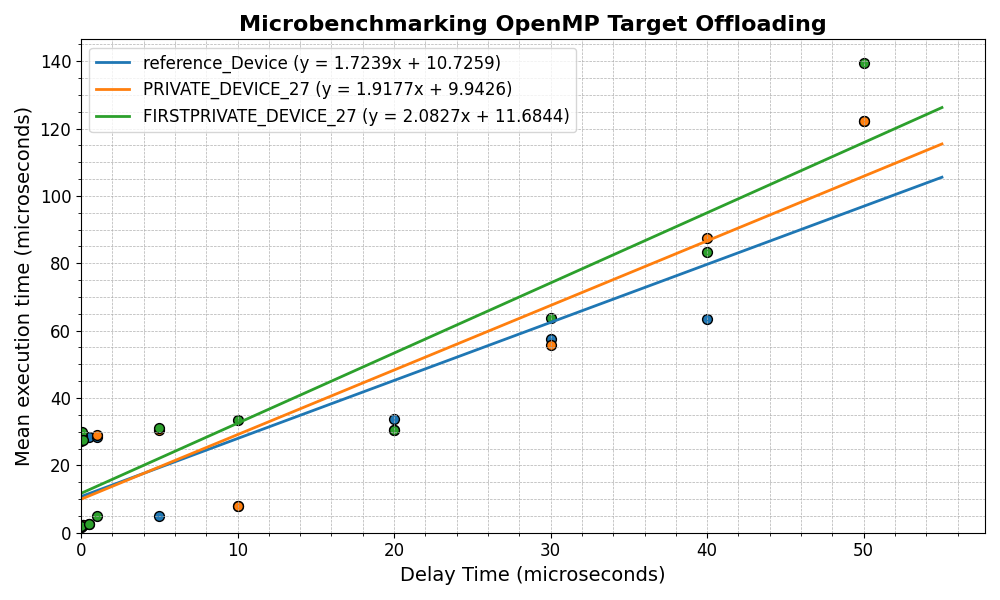 Microbenchmarking OpenMP Target Offloading
reference_Device (y = 1.7239x + 10.7259)
PRIVATE_DEVICE_27 (y = 1.9177x + 9.9426)
FIRSTPRIVATE_DEVICE_27 (y = 2.0827x + 11.6844)
Mean execution time (microseconds)
140
120
100
80
60
40
20
0
0 10 20 30 40 50
Delay Time (microseconds)